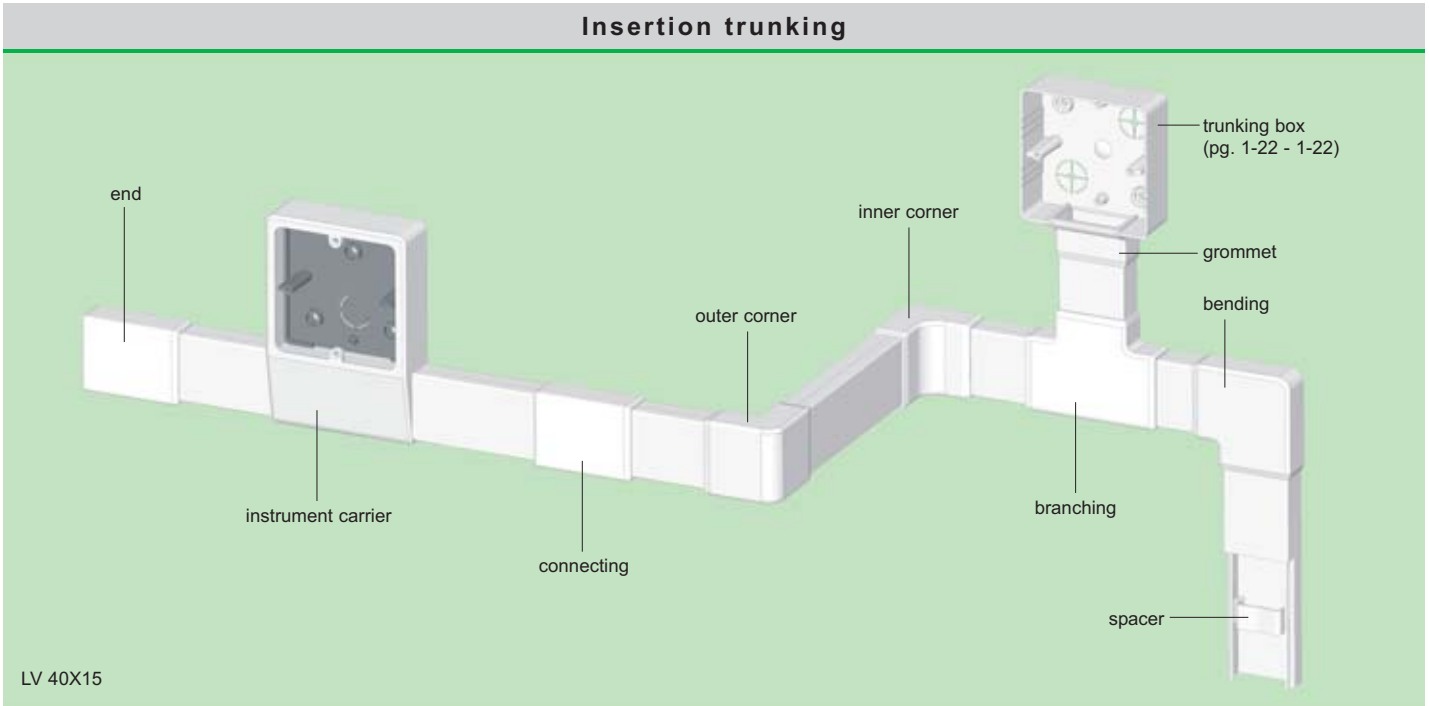 Insertion trunking
trunking box
(pg. 1-22 - 1-22)
end
inner corner
grommet
bending
outer corner
instrument carrier
branching
connecting
spacer
LV 40X15